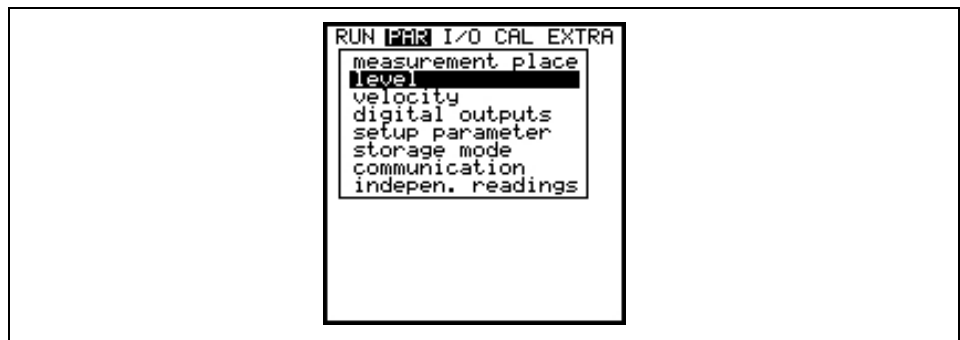 RUN PAR I/O CAL EXTRA
measurement place
level
velocity
digital outputs
setup parameter
storage mode
communication
indepen. readings